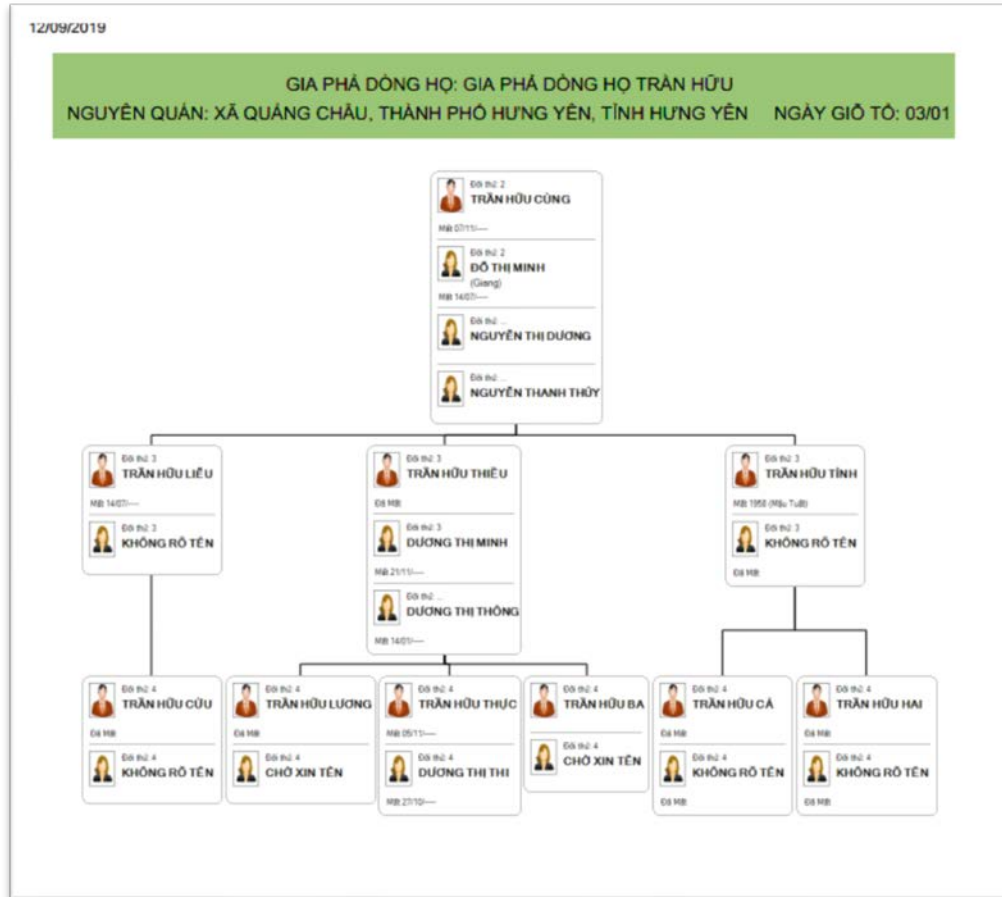 12/09/2019
GIA PHẢ DÒNG HỌ: GIA PHẢ DÒNG HỌ TRẦN HỮU
NGUYÊN QUÁN: XÃ QUẢNG CHÂU, THÀNH PHỐ HƯNG YÊN, TỈNH HƯNG YÊN NGÀY GIỖ TỔ: 03/01
Đời thứ: 2
TRẦN HỮU CÙNG
Mất: 07/11/----
Đời thứ: 2
ĐỖ THỊ MINH
(Giang)
Mất: 14/07/----
Đời thứ: ...
NGUYỄN THỊ DƯƠNG
Đời thứ: ...
NGUYỄN THANH THỦY
Đời thứ: 3
TRẦN HỮU LIỄU
Mất: 14/07/----
Đời thứ: 3
KHÔNG RÕ TÊN
Đời thứ: 3
TRẦN HỮU THIỆU
Đã Mất
Đời thứ: 3
DƯƠNG THỊ MINH
Mất: 21/11/----
Đời thứ: ...
DƯƠNG THỊ THÔNG
Mất: 14/01/----
Đời thứ: 3
TRẦN HỮU TÌNH
Mất: 1958 (Mậu Tuất)
Đời thứ: 3
KHÔNG RÕ TÊN
Đã Mất
Đời thứ: 4
TRẦN HỮU CỪU
Đã Mất
Đời thứ: 4
KHÔNG RÕ TÊN
Đời thứ: 4
TRẦN HỮU LƯƠNG
Đã Mất
Đời thứ: 4
CHỜ XIN TÊN
Đời thứ: 4
TRẦN HỮU THỰC
Mất: 05/11/----
Đời thứ: 4
DƯƠNG THỊ THI
Mất: 27/10/----
Đời thứ: 4
TRẦN HỮU BA
Đời thứ: 4
CHỜ XIN TÊN
Đời thứ: 4
TRẦN HỮU CẢ
Đã Mất
Đời thứ: 4
KHÔNG RÕ TÊN
Đã Mất
Đời thứ: 4
TRẦN HỮU HAI
Đã Mất
Đời thứ: 4
KHÔNG RÕ TÊN
Đã Mất